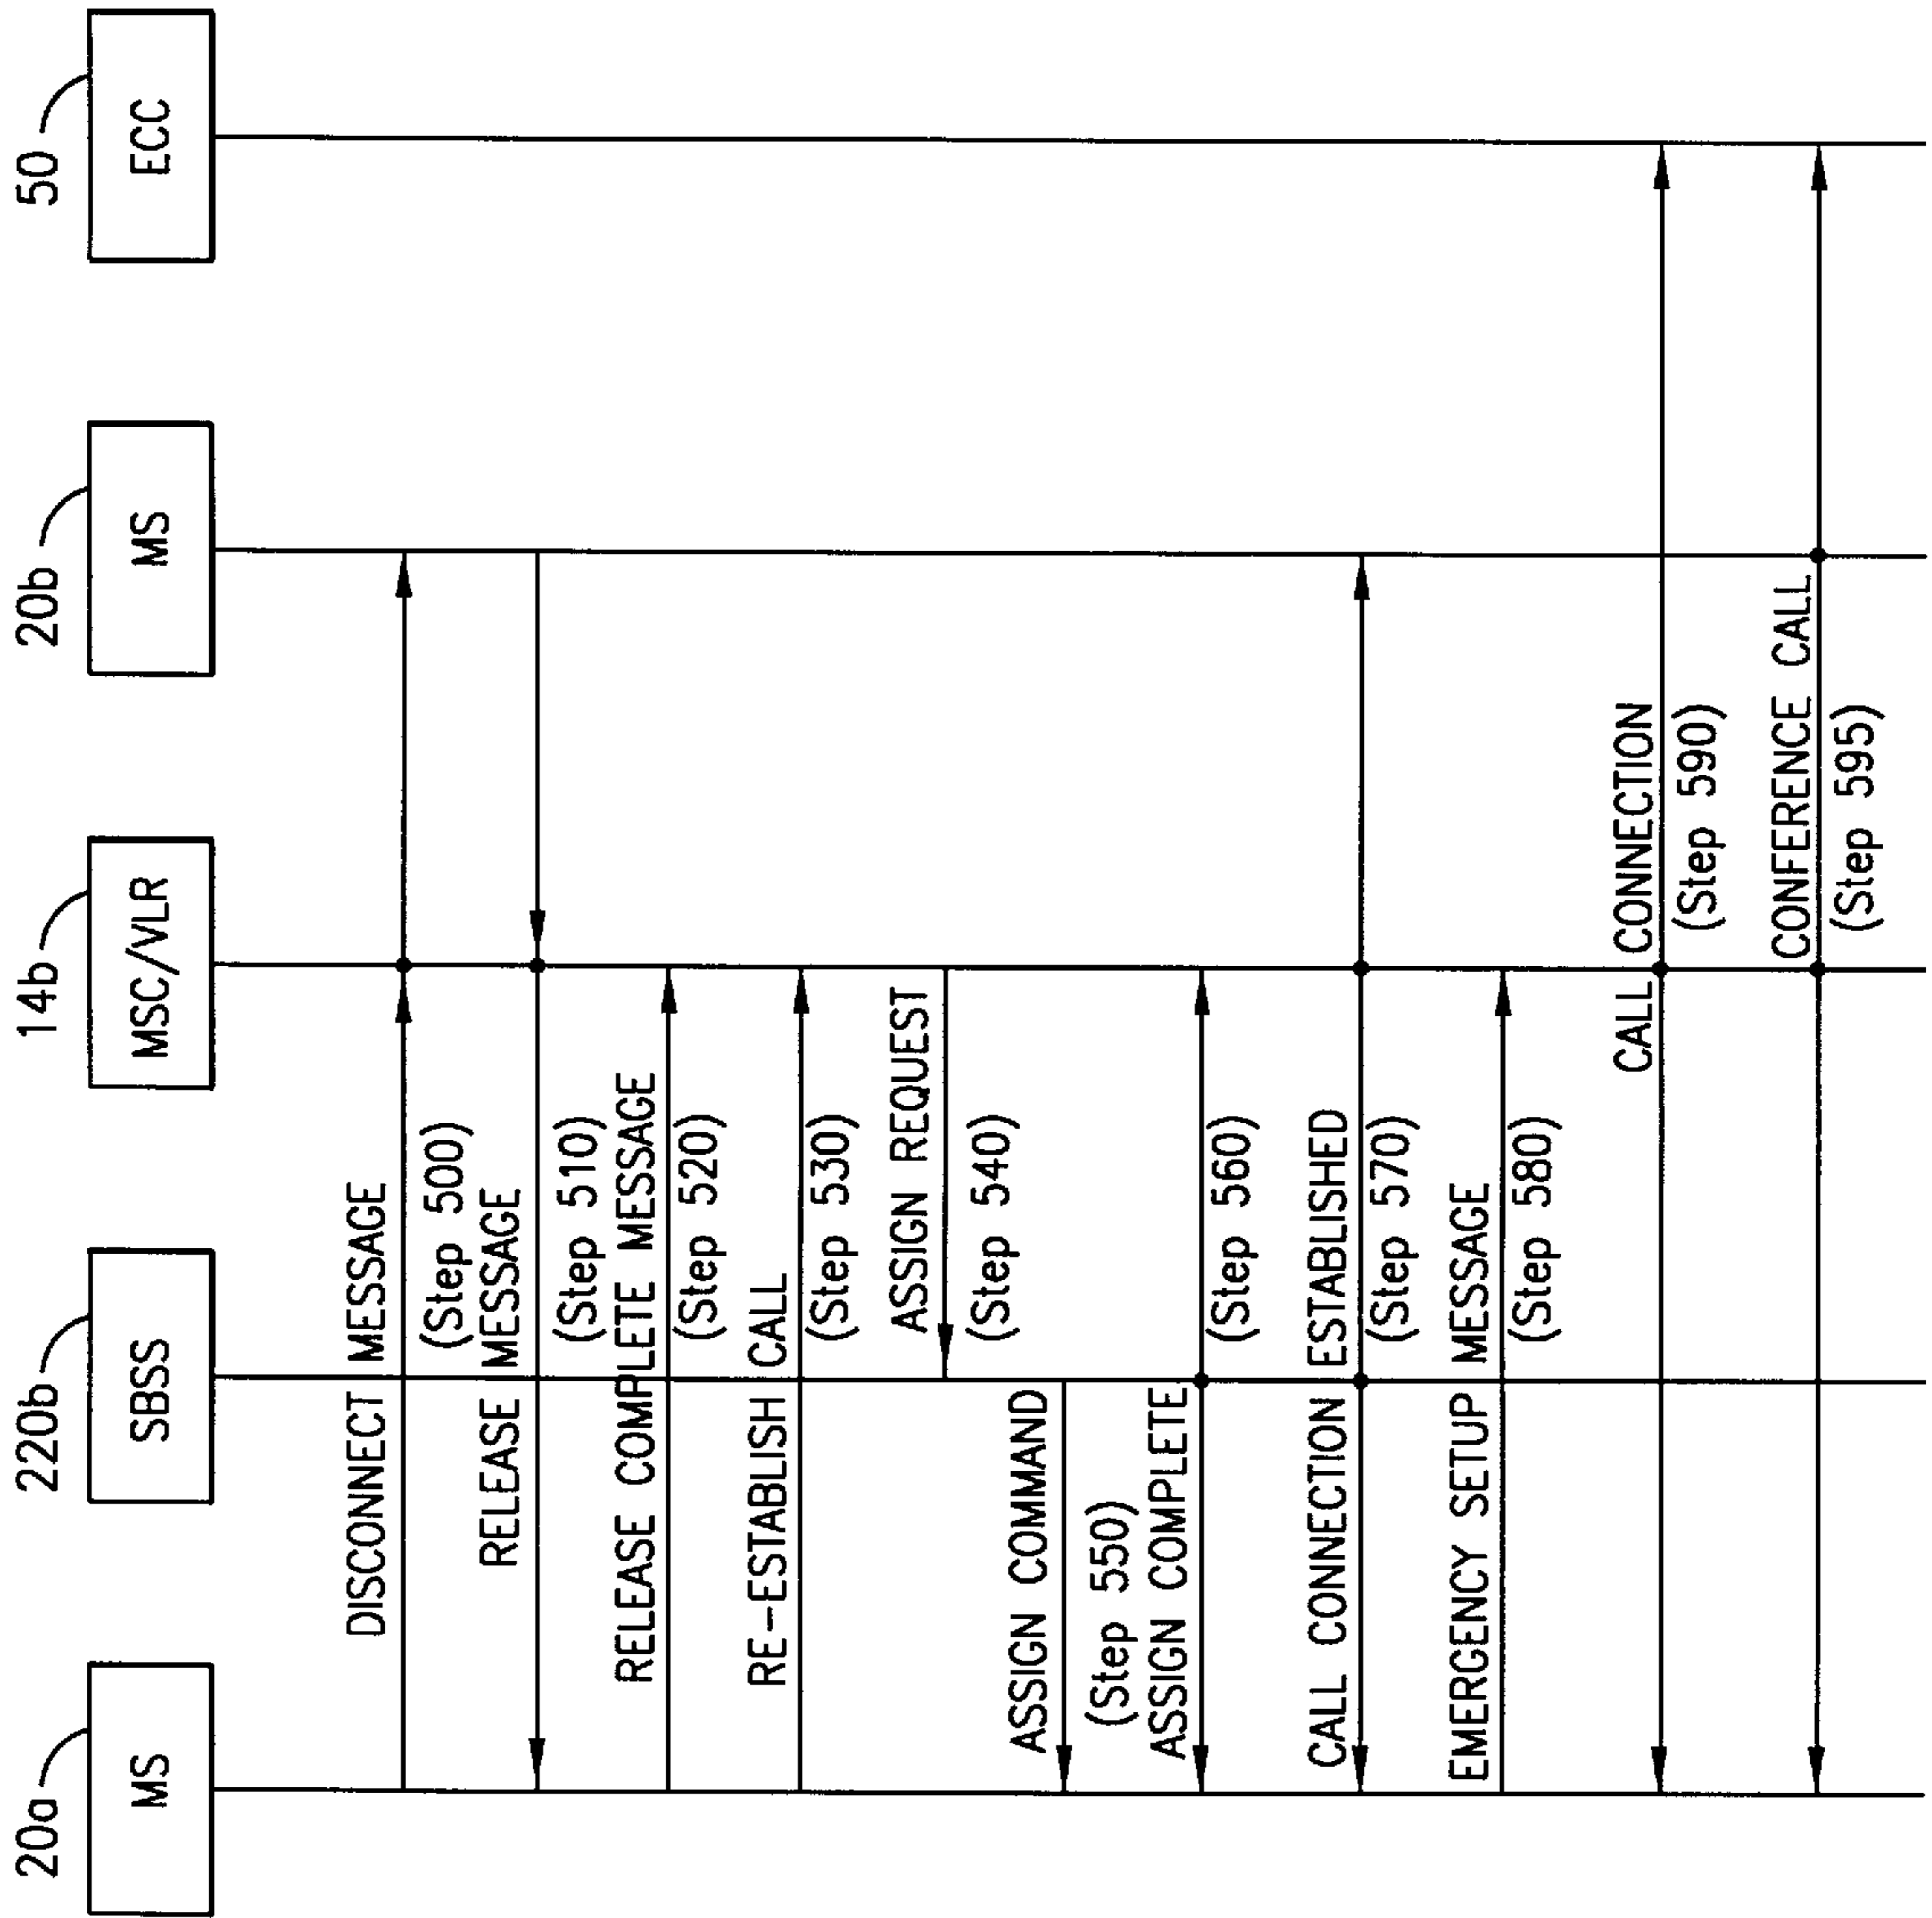 20a
220b
14b
20b
50
MS
SBSS
MSC/VLR
MS
ECC
DISCONNECT MESSAGE
(Step 500)
RELEASE MESSAGE
(Step 510)
RELEASE COMPLETE MESSAGE
(Step 520)
RE-ESTABLISH CALL
(Step 530)
ASSIGN REQUEST
(Step 540)
ASSIGN COMMAND
(Step 550)
ASSIGN COMPLETE
(Step 560)
CALL CONNECTION ESTABLISHED
(Step 570)
EMERGENCY SETUP MESSAGE
(Step 580)
CALL CONNECTION
(Step 590)
CONFERENCE CALL
(Step 595)